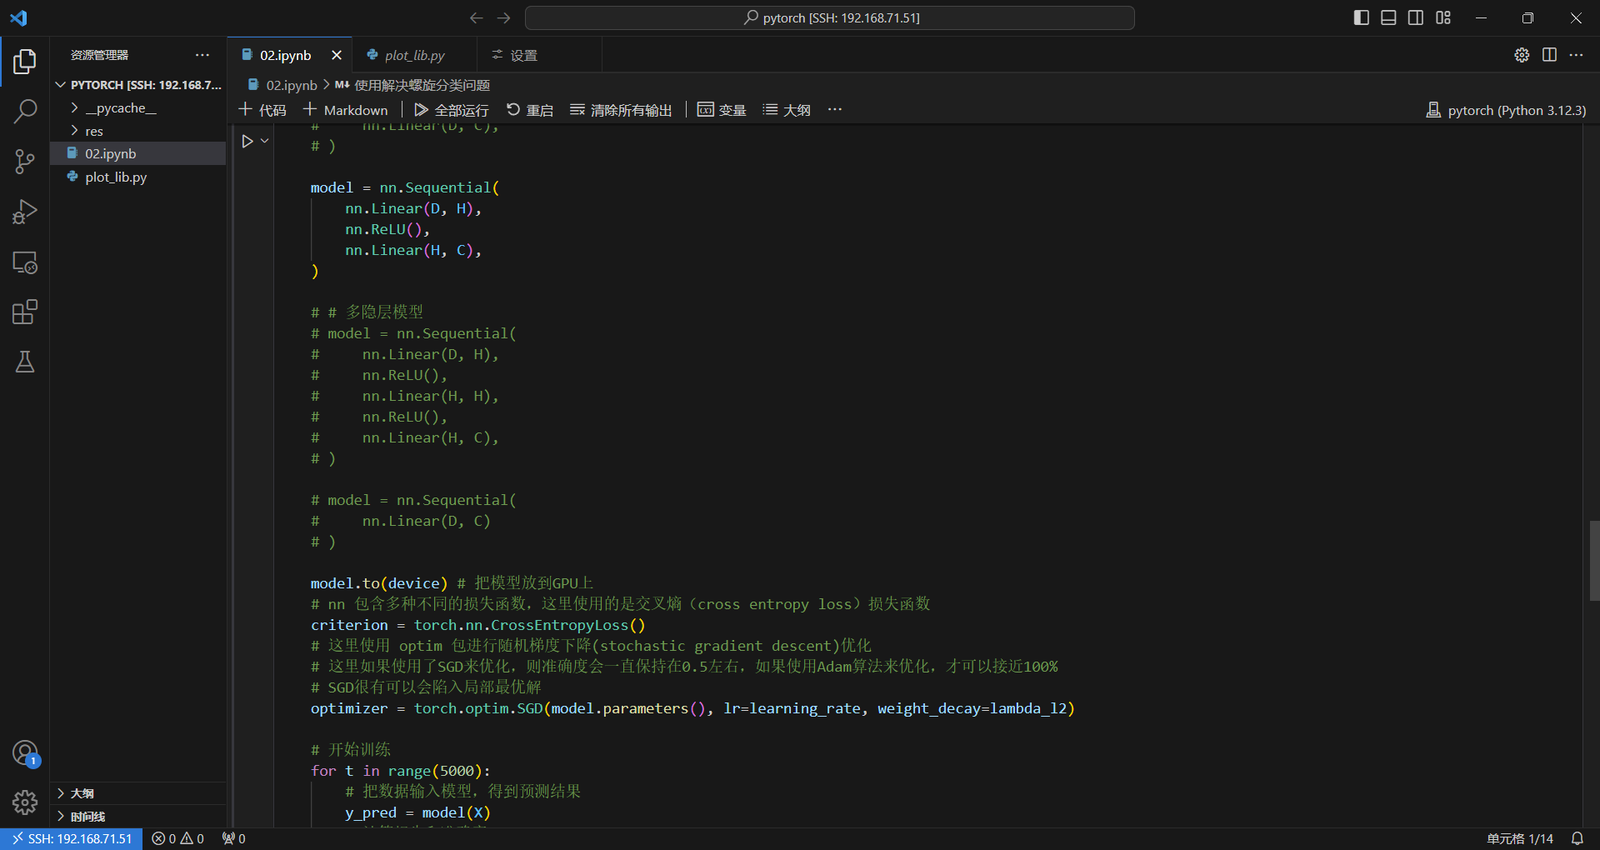 pytorch [SSH: 192.168.71.51]
资源管理器
02.ipynb
plot_lib.py
设置
PYTORCH [SSH: 192.168.7...
__pycache__
res
02.ipynb
plot_lib.py
02.ipynb > M↓ 使用解决螺旋分类问题
代码
Markdown
全部运行
重启
清除所有输出
变量
大纲
pytorch (Python 3.12.3)
#     nn.Linear(D, C),
# )
model = nn.Sequential(
nn.Linear(D, H),
nn.ReLU(),
nn.Linear(H, C),
)
# # 多隐层模型
# model = nn.Sequential(
#     nn.Linear(D, H),
#     nn.ReLU(),
#     nn.Linear(H, H),
#     nn.ReLU(),
#     nn.Linear(H, C),
# )
# model = nn.Sequential(
#     nn.Linear(D, C)
# )
model.to(device) # 把模型放到GPU上
# nn 包含多种不同的损失函数，这里使用的是交叉熵（cross entropy loss）损失函数
criterion = torch.nn.CrossEntropyLoss()
# 这里使用 optim 包进行随机梯度下降(stochastic gradient descent)优化
# 这里如果使用了SGD来优化，则准确度会一直保持在0.5左右，如果使用Adam算法来优化，才可以接近100%
# SGD很有可以会陷入局部最优解
optimizer = torch.optim.SGD(model.parameters(), lr=learning_rate, weight_decay=lambda_l2)
# 开始训练
for t in range(5000):
# 把数据输入模型，得到预测结果
y_pred = model(X)
1
大纲
时间线
SSH: 192.168.71.51
0
0
0
单元格 1/14